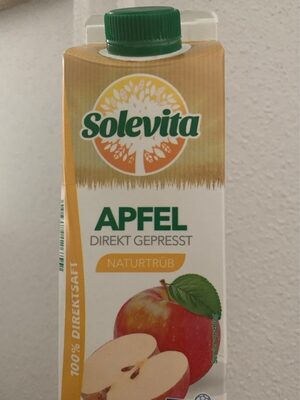 Solevita
APFEL
DIREKT GEPRESST
NATURTRÜB
100% DIREKTSAFT